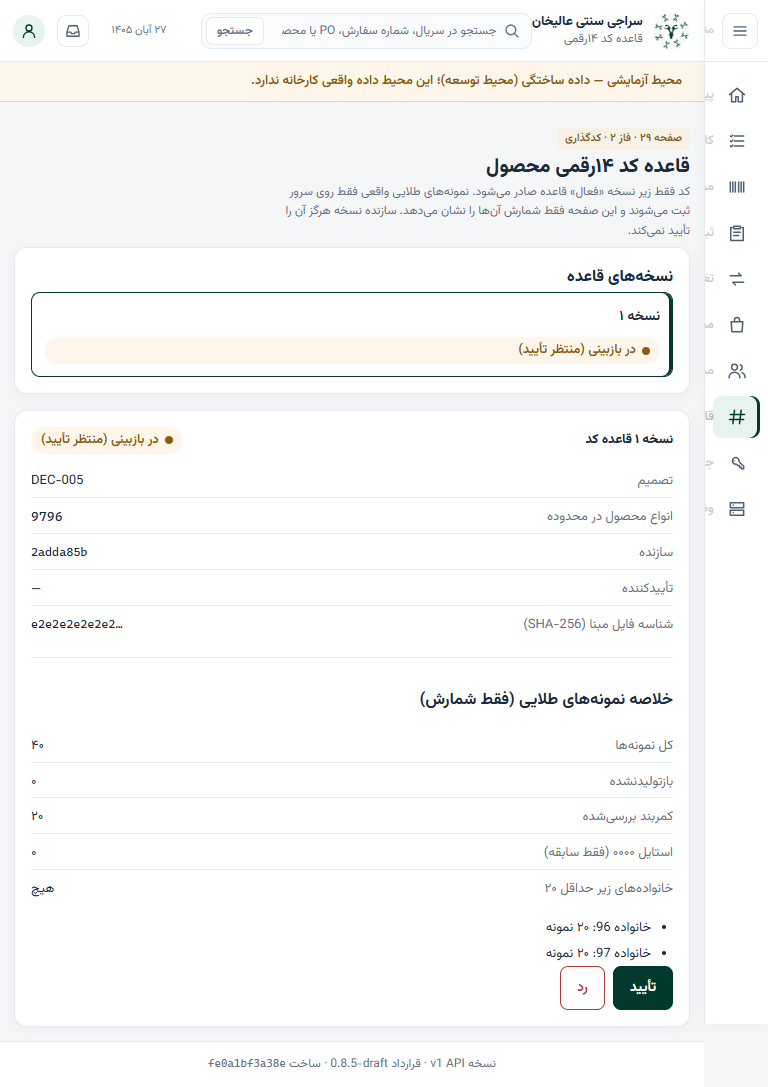 سراجی سنتی عالیخان
قاعده کد ۱۴رقمی
جستجو در سریال، شماره سفارش، PO یا محصـ
جستجو
۲۷ آبان ۱۴۰۵
محیط آزمایشی — داده ساختگی (محیط توسعه)؛ این محیط داده واقعی کارخانه ندارد.
صفحه ۲۹ · فاز ۲ · کدگذاری
قاعده کد ۱۴رقمی محصول
کد فقط زیر نسخه «فعال» قاعده صادر می‌شود. نمونه‌های طلایی واقعی فقط روی سرور
ثبت می‌شوند و این صفحه فقط شمارش آن‌ها را نشان می‌دهد. سازنده نسخه هرگز آن را
تأیید نمی‌کند.
نسخه‌های قاعده
نسخه ۱
در بازبینی (منتظر تأیید)
نسخه ۱ قاعده کد
در بازبینی (منتظر تأیید)
تصمیم
DEC-005
انواع محصول در محدوده
9796
سازنده
2adda85b
تأییدکننده
—
شناسه فایل مبنا (SHA-256)
e2e2e2e2e2e2…
خلاصه نمونه‌های طلایی (فقط شمارش)
کل نمونه‌ها
۴۰
بازتولیدنشده
۰
کمربند بررسی‌شده
۲۰
استایل ۰۰۰۰ (فقط سابقه)
۰
خانواده‌های زیر حداقل ۲۰
هیچ
خانواده 96: ۲۰ نمونه
خانواده 97: ۲۰ نمونه
تأیید
رد
نسخه v1 API · قرارداد 0.8.5-draft · ساخت fe0a1bf3a38e